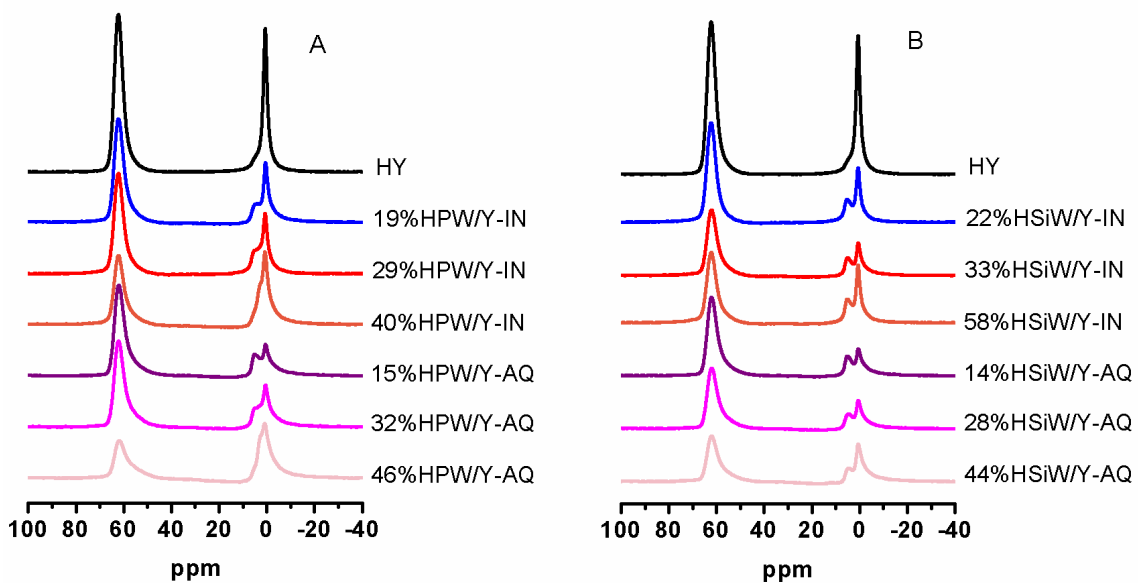 A
HY
19%HPW/Y-IN
29%HPW/Y-IN
40%HPW/Y-IN
15%HPW/Y-AQ
32%HPW/Y-AQ
46%HPW/Y-AQ
100 80 60 40 20 0 -20 -40
ppm
B
HY
22%HSiW/Y-IN
33%HSiW/Y-IN
58%HSiW/Y-IN
14%HSiW/Y-AQ
28%HSiW/Y-AQ
44%HSiW/Y-AQ
100 80 60 40 20 0 -20 -40
ppm